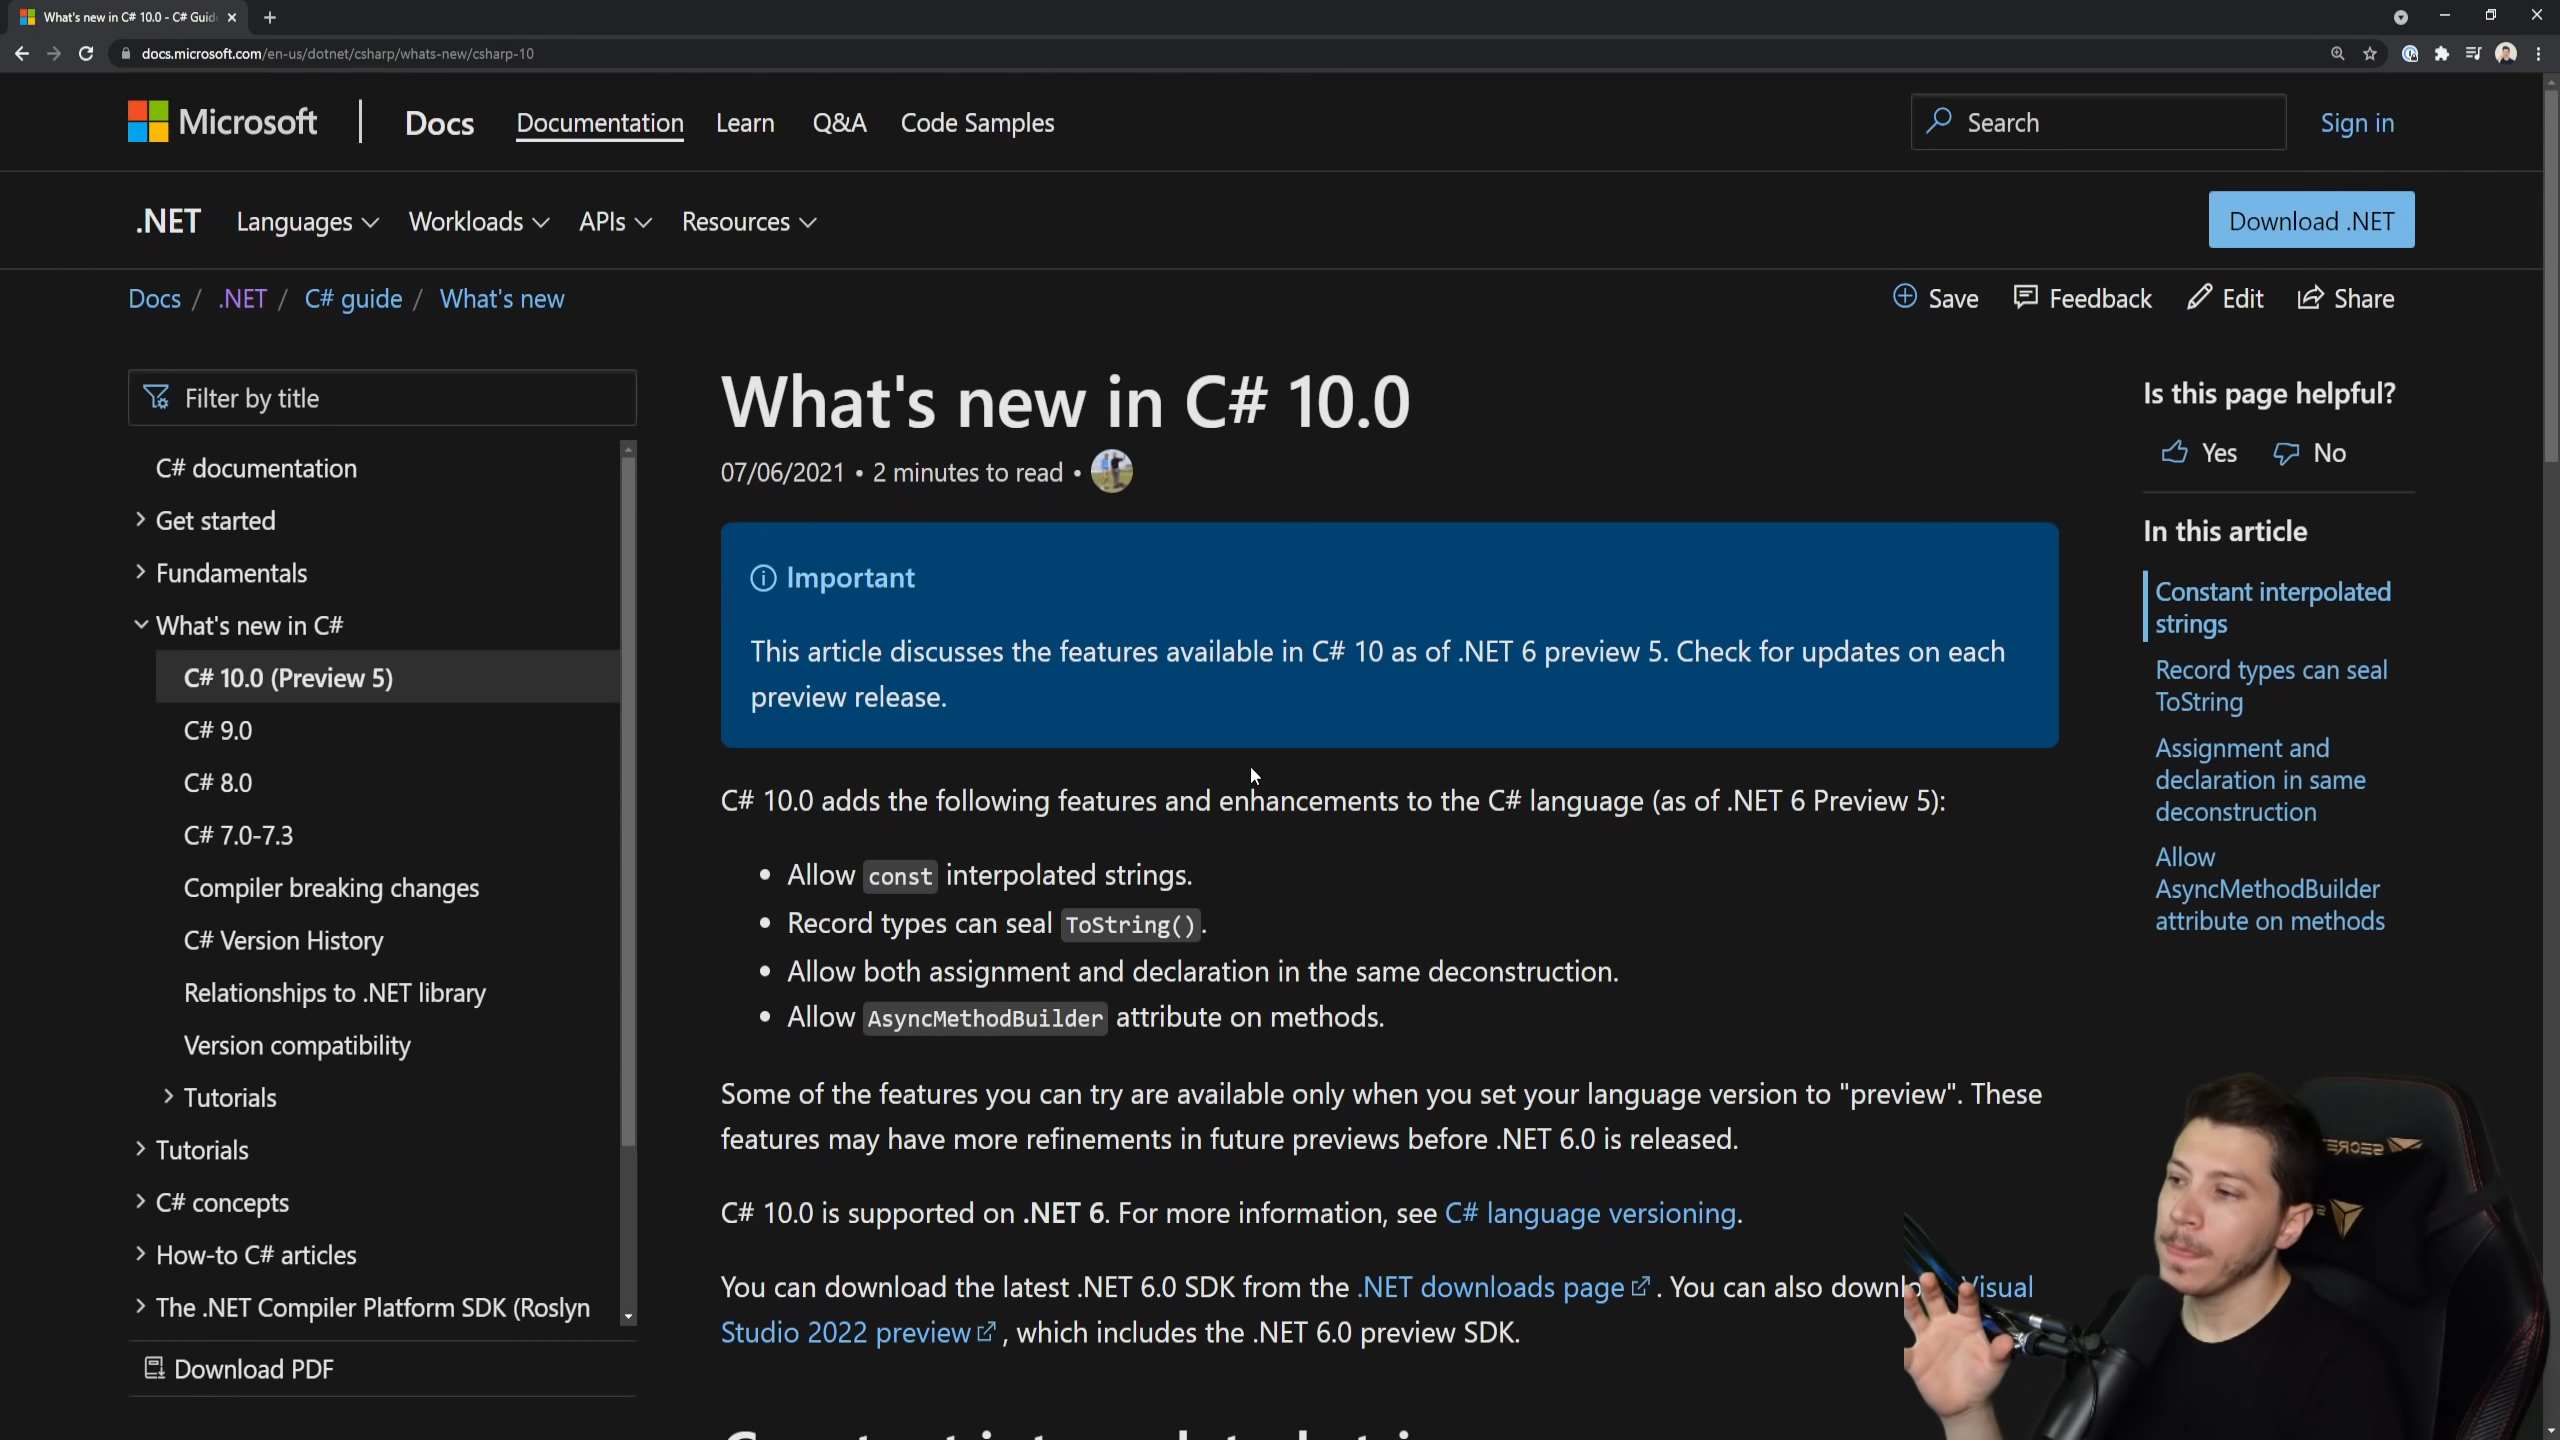 What's new in C# 10.0 - C# Guid
docs.microsoft.com/en-us/dotnet/csharp/whats-new/csharp-10
Microsoft
Docs
Documentation
Learn
Q&A
Code Samples
Search
Sign in
.NET
Languages
Workloads
APIs
Resources
Download .NET
Docs / .NET / C# guide / What's new
Save
Feedback
Edit
Share
Filter by title
C# documentation
Get started
Fundamentals
What's new in C#
C# 10.0 (Preview 5)
C# 9.0
C# 8.0
C# 7.0-7.3
Compiler breaking changes
C# Version History
Relationships to .NET library
Version compatibility
Tutorials
Tutorials
C# concepts
How-to C# articles
The .NET Compiler Platform SDK (Roslyn
Download PDF
What's new in C# 10.0
07/06/2021 • 2 minutes to read •
Important
This article discusses the features available in C# 10 as of .NET 6 preview 5. Check for updates on each
preview release.
C# 10.0 adds the following features and enhancements to the C# language (as of .NET 6 Preview 5):
• Allow const interpolated strings.
• Record types can seal ToString().
• Allow both assignment and declaration in the same deconstruction.
• Allow AsyncMethodBuilder attribute on methods.
Some of the features you can try are available only when you set your language version to "preview". These
features may have more refinements in future previews before .NET 6.0 is released.
C# 10.0 is supported on .NET 6. For more information, see C# language versioning.
You can download the latest .NET 6.0 SDK from the .NET downloads page. You can also downlo Visual
Studio 2022 preview, which includes the .NET 6.0 preview SDK.
Is this page helpful?
Yes
No
In this article
Constant interpolated
strings
Record types can seal
ToString
Assignment and
declaration in same
deconstruction
Allow
AsyncMethodBuilder
attribute on methods